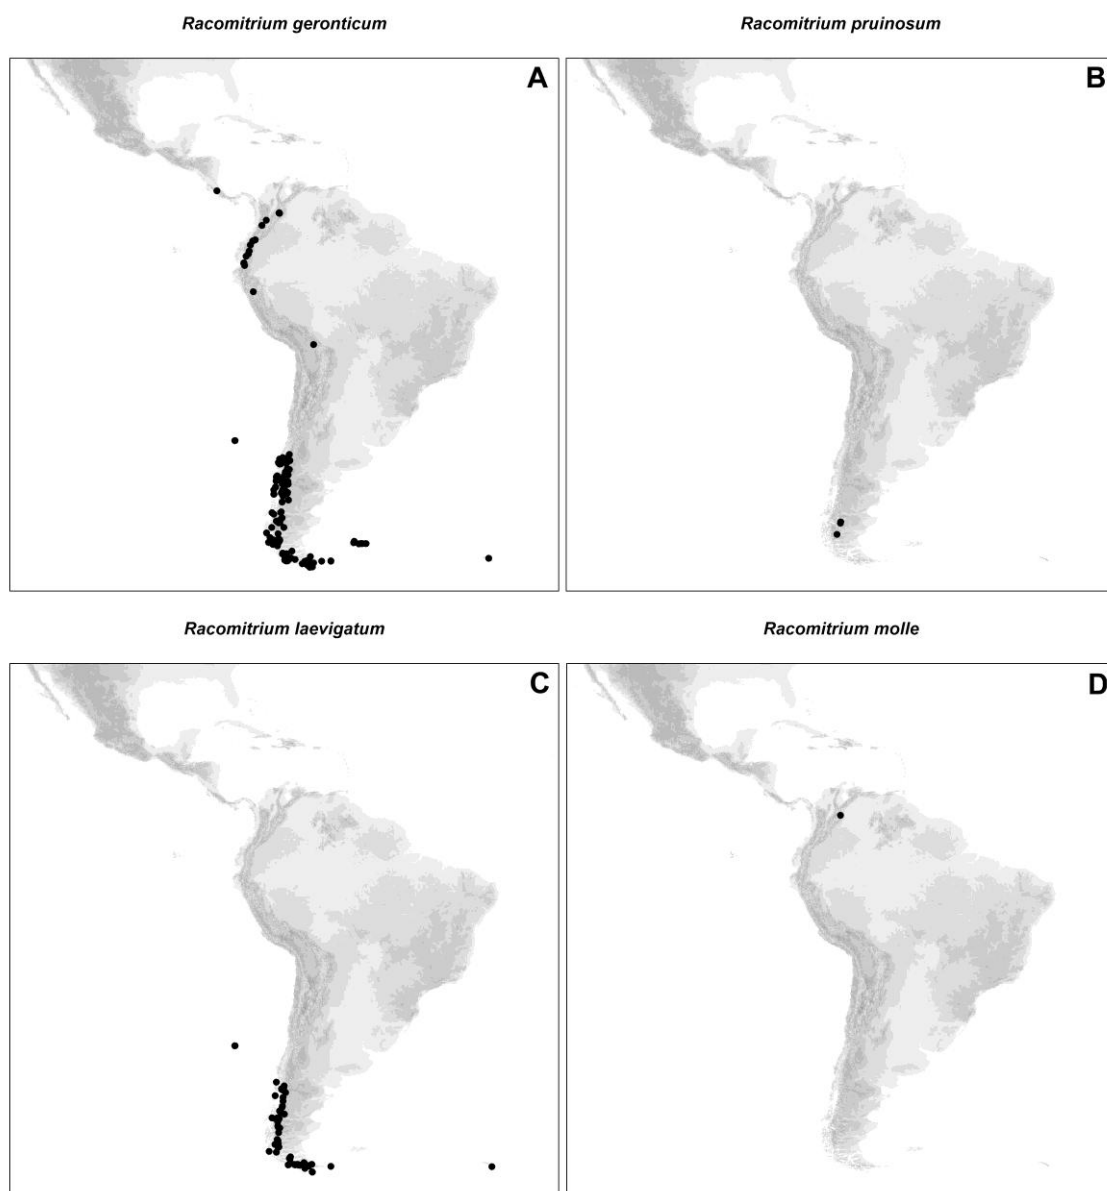 Racomitrium geronticum
Racomitrium pruinosum
A
B
Racomitrium laevigatum
Racomitrium molle
C
D